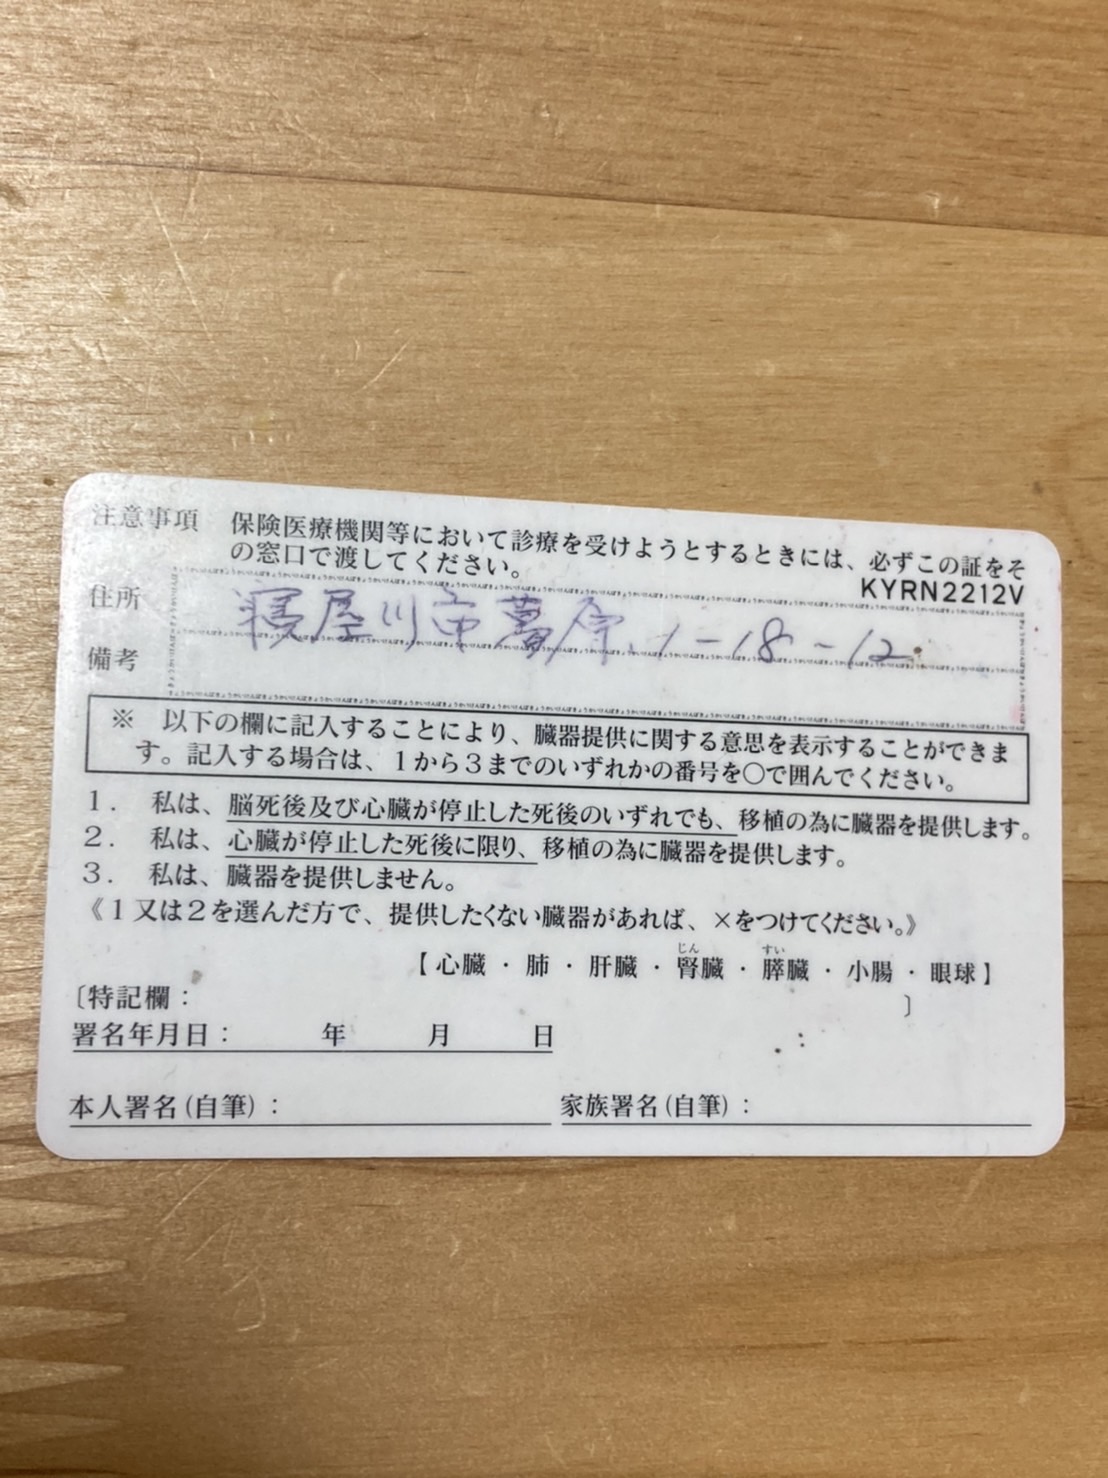 注意事項　保険医療機関等において診療を受けようとするときには、必ずこの証をそ
の窓口で渡してください。
KYRN2212V
住所　寝屋川市葛原1-18-12
備考
※　以下の欄に記入することにより、臓器提供に関する意思を表示することができま
す。記入する場合は、1から3までのいずれかの番号を〇で囲んでください。
1.　私は、脳死後及び心臓が停止した死後のいずれでも、移植の為に臓器を提供します。
2.　私は、心臓が停止した死後に限り、移植の為に臓器を提供します。
3.　私は、臓器を提供しません。
《1又は2を選んだ方で、提供したくない臓器があれば、×をつけてください。》
じん　すい
【心臓・肺・肝臓・腎臓・膵臓・小腸・眼球】
〔特記欄：　〕
署名年月日：　年　月　日
本人署名(自筆)：　家族署名(自筆)：